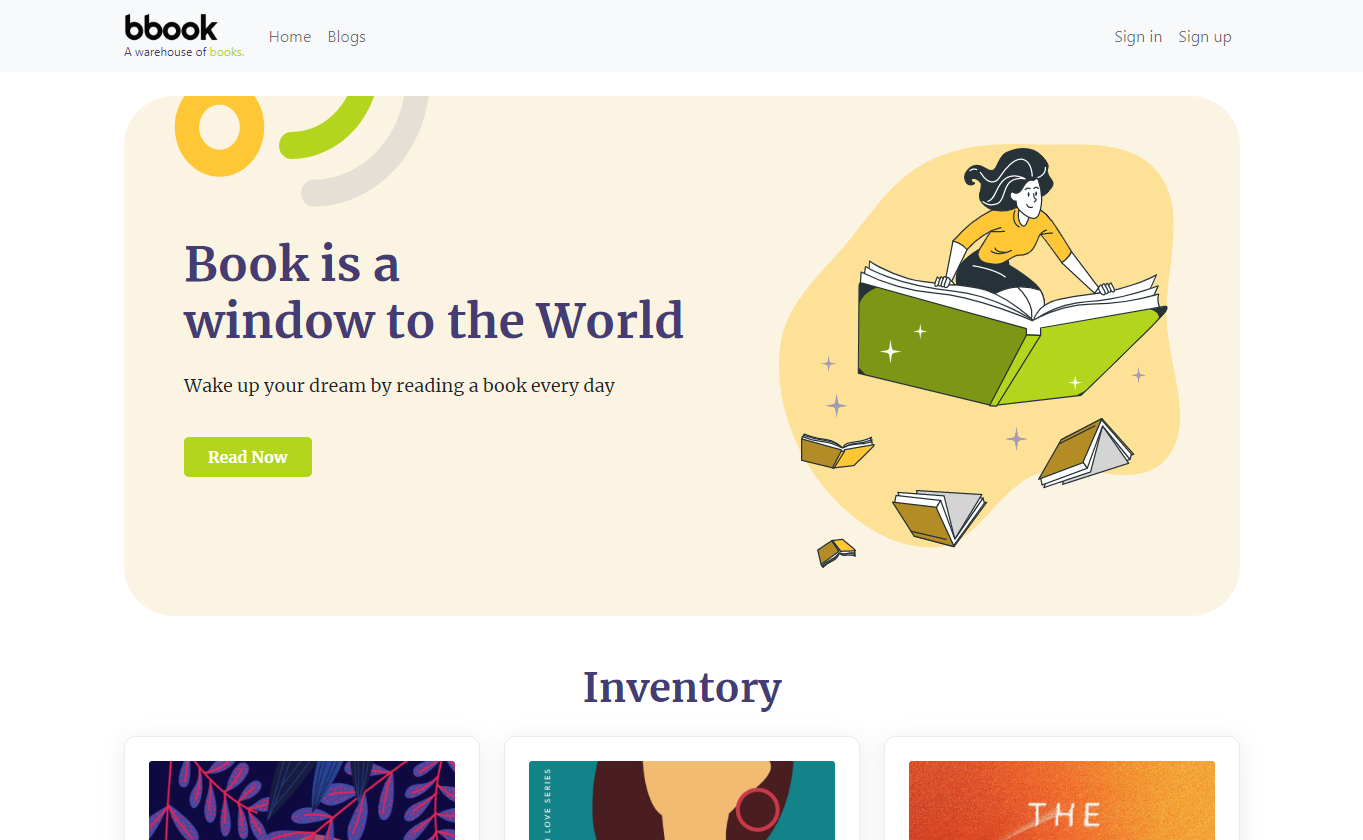 bbook
A warehouse of books.
Home
Blogs
Sign in
Sign up
Book is a
window to the World
Wake up your dream by reading a book every day
Read Now
Inventory
LOVE SERIES
THE